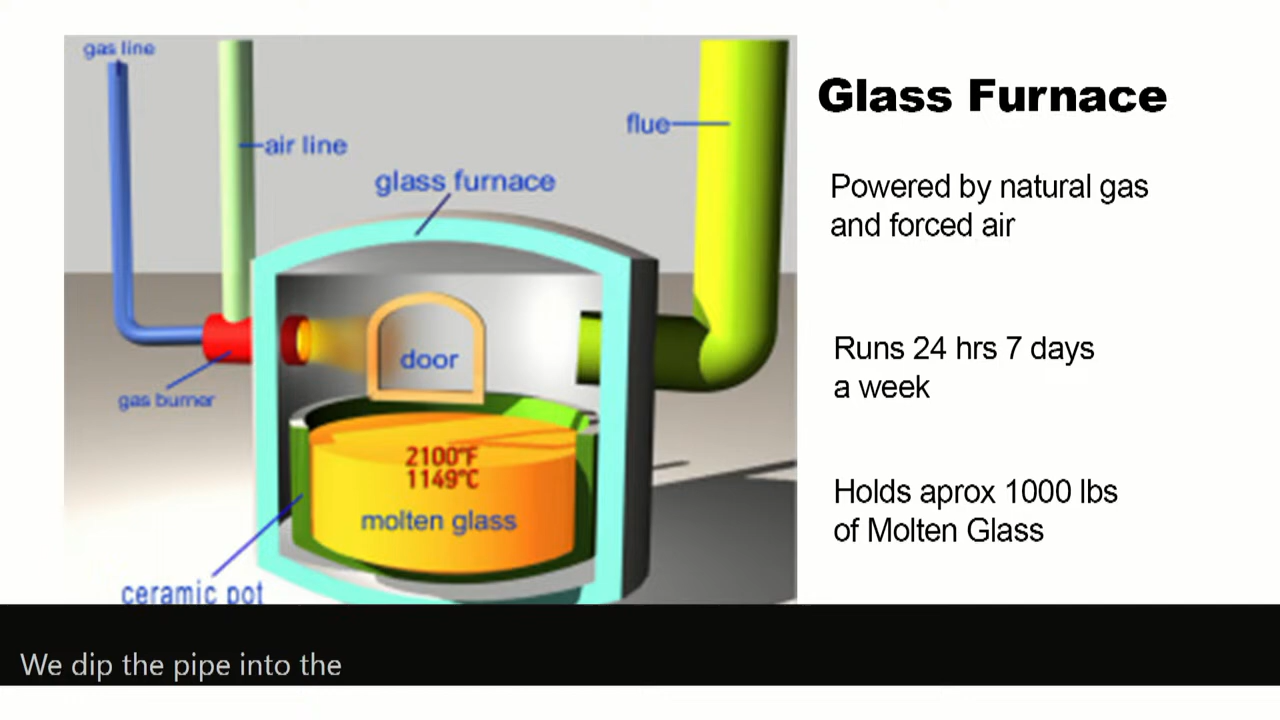 gas line
air line
flue
glass furnace
door
gas burner
2100°F
1149°C
molten glass
ceramic pot
Glass Furnace
Powered by natural gas
and forced air
Runs 24 hrs 7 days
a week
Holds aprox 1000 lbs
of Molten Glass
We dip the pipe into the